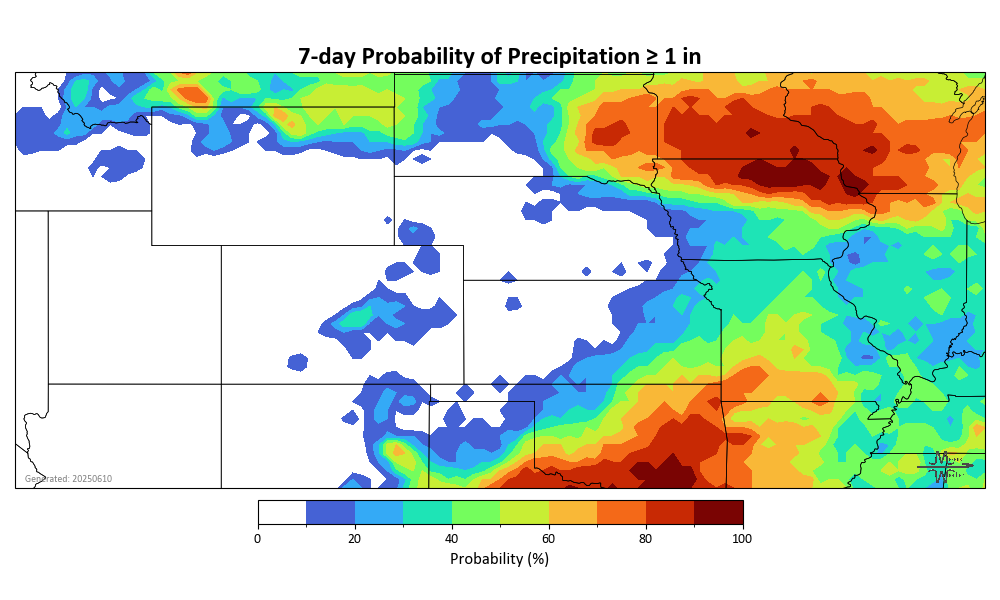 7-day Probability of Precipitation ≥ 1 in
Generated: 20250610
0 20 40 60 80 100
Probability (%)